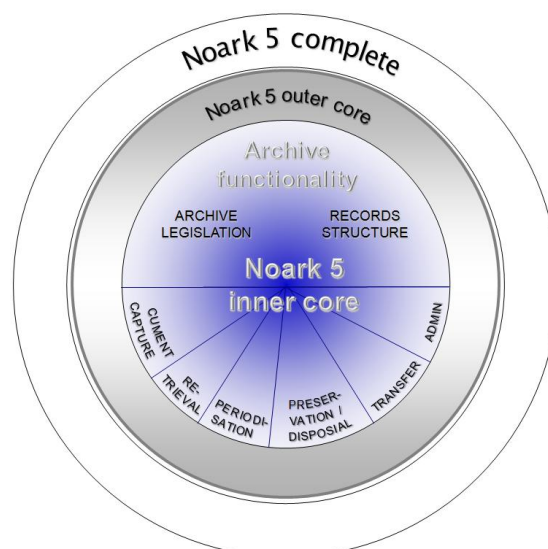 Noark 5 complete
Noark 5 outer core
Archive
functionality
ARCHIVE
LEGISLATION
RECORDS
STRUCTURE
Noark 5
inner core
CUMENT
CAPTURE
RE-
TRIEVAL
PERIODI-
SATION
PRESER-
VATION /
DISPOSIAL
TRANSFER
ADMIN